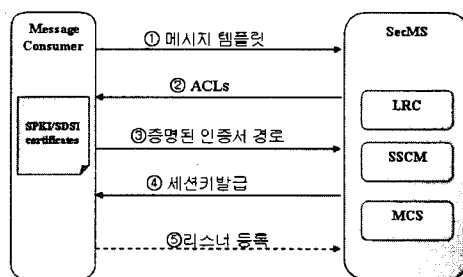 Message
Consumer
SPKI/SDSI
certificates
① 메시지 템플릿
② ACLs
③증명된 인증서 경로
④ 세션키발급
⑤리스너 등록
SecMS
LRC
SSCM
MCS